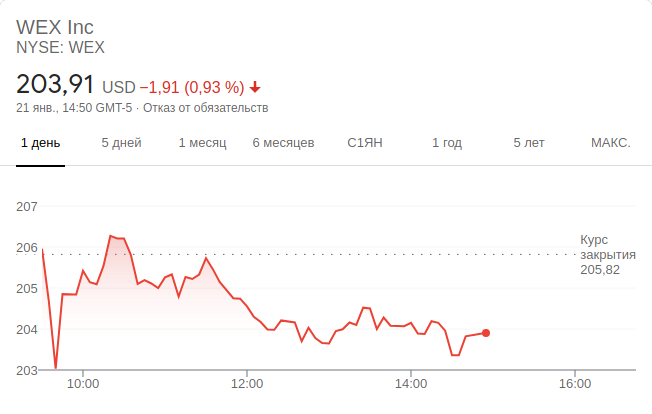 WEX Inc
NYSE: WEX
203,91 USD −1,91 (0,93 %)
21 янв., 14:50 GMT-5 · Отказ от обязательств
1 день 5 дней 1 месяц 6 месяцев С1ЯН 1 год 5 лет МАКС.
207
206
205
204
203
Курс
закрытия
205,82
10:00 12:00 14:00 16:00